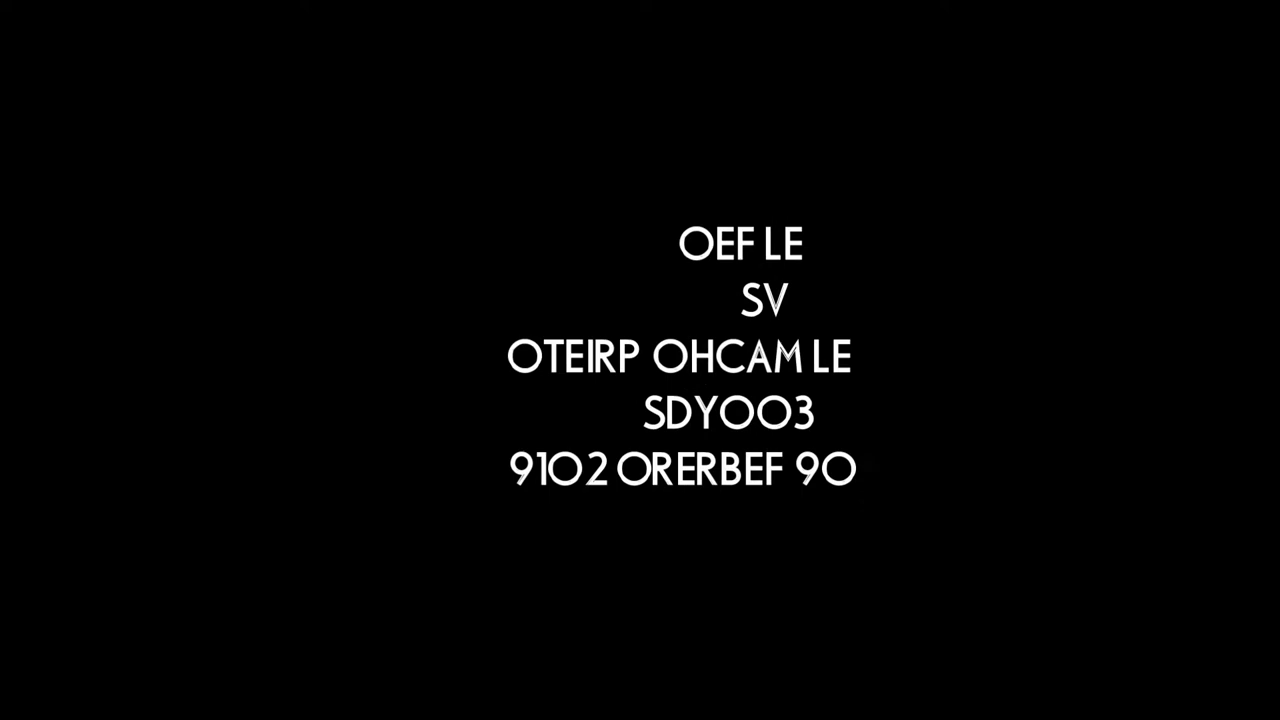 OEF LE
SV
OTEIRP OHCAM LE
SDYOO3
9102 ORERBEF 90